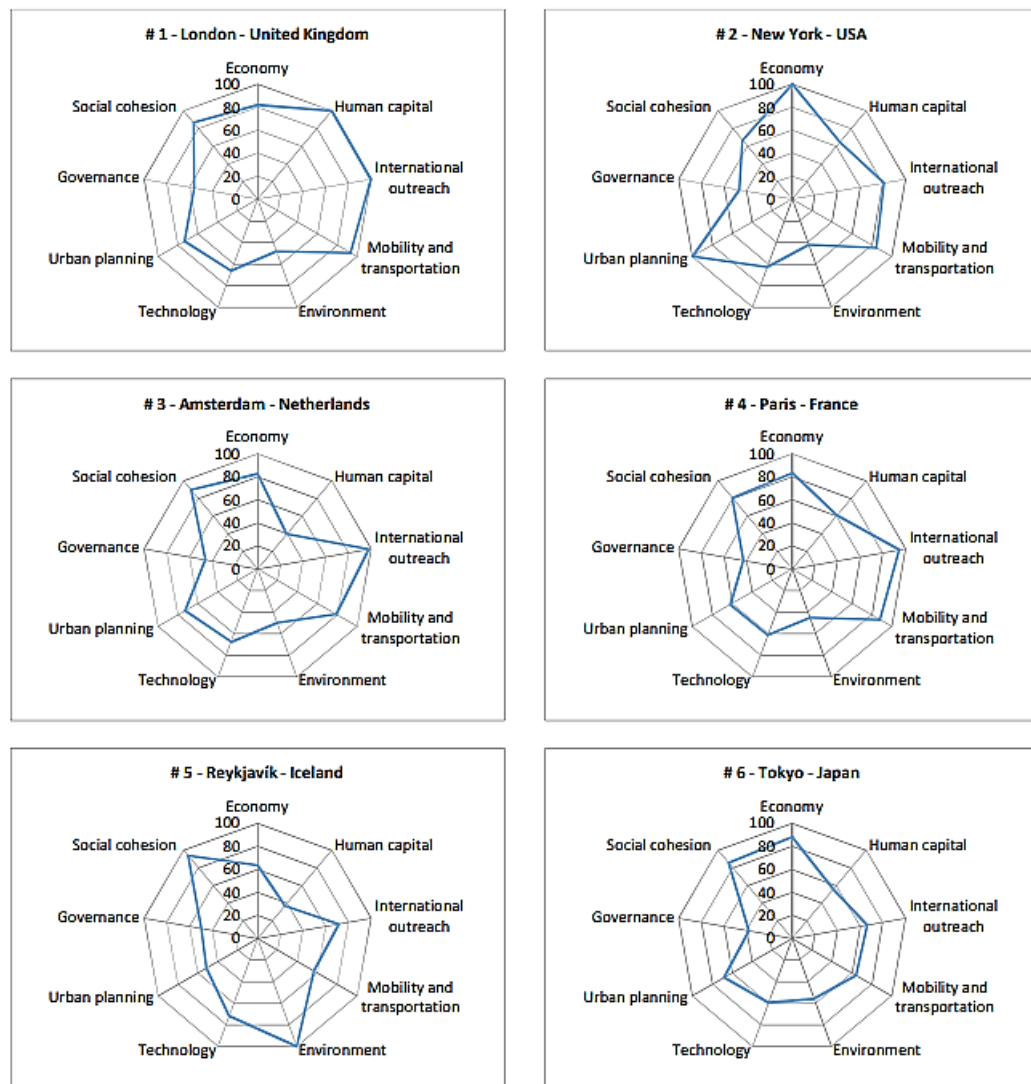 # 1 - London - United Kingdom
Economy
100
80
60
40
20
0
Human capital
International
outreach
Mobility and
transportation
Environment
Technology
Urban planning
Governance
Social cohesion
# 2 - New York - USA
Economy
100
80
60
40
20
0
Human capital
International
outreach
Mobility and
transportation
Environment
Technology
Urban planning
Governance
Social cohesion
# 3 - Amsterdam - Netherlands
Economy
100
80
60
40
20
0
Human capital
International
outreach
Mobility and
transportation
Environment
Technology
Urban planning
Governance
Social cohesion
# 4 - Paris - France
Economy
100
80
60
40
20
0
Human capital
International
outreach
Mobility and
transportation
Environment
Technology
Urban planning
Governance
Social cohesion
# 5 - Reykjavík - Iceland
Economy
100
80
60
40
20
0
Human capital
International
outreach
Mobility and
transportation
Environment
Technology
Urban planning
Governance
Social cohesion
# 6 - Tokyo - Japan
Economy
100
80
60
40
20
0
Human capital
International
outreach
Mobility and
transportation
Environment
Technology
Urban planning
Governance
Social cohesion